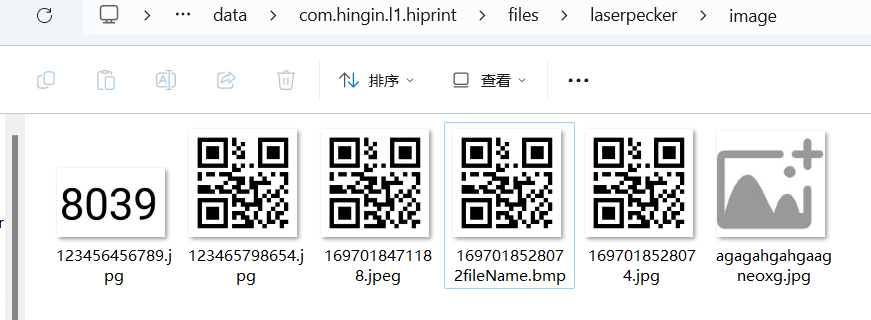 data > com.hingin.l1.hiprint > files > laserpecker > image
排序 查看
8039
123456456789.j
pg
123465798654.j
pg
169701847118
8.jpeg
169701852807
2fileName.bmp
169701852807
4.jpg
agagahgahgaag
neoxg.jpg